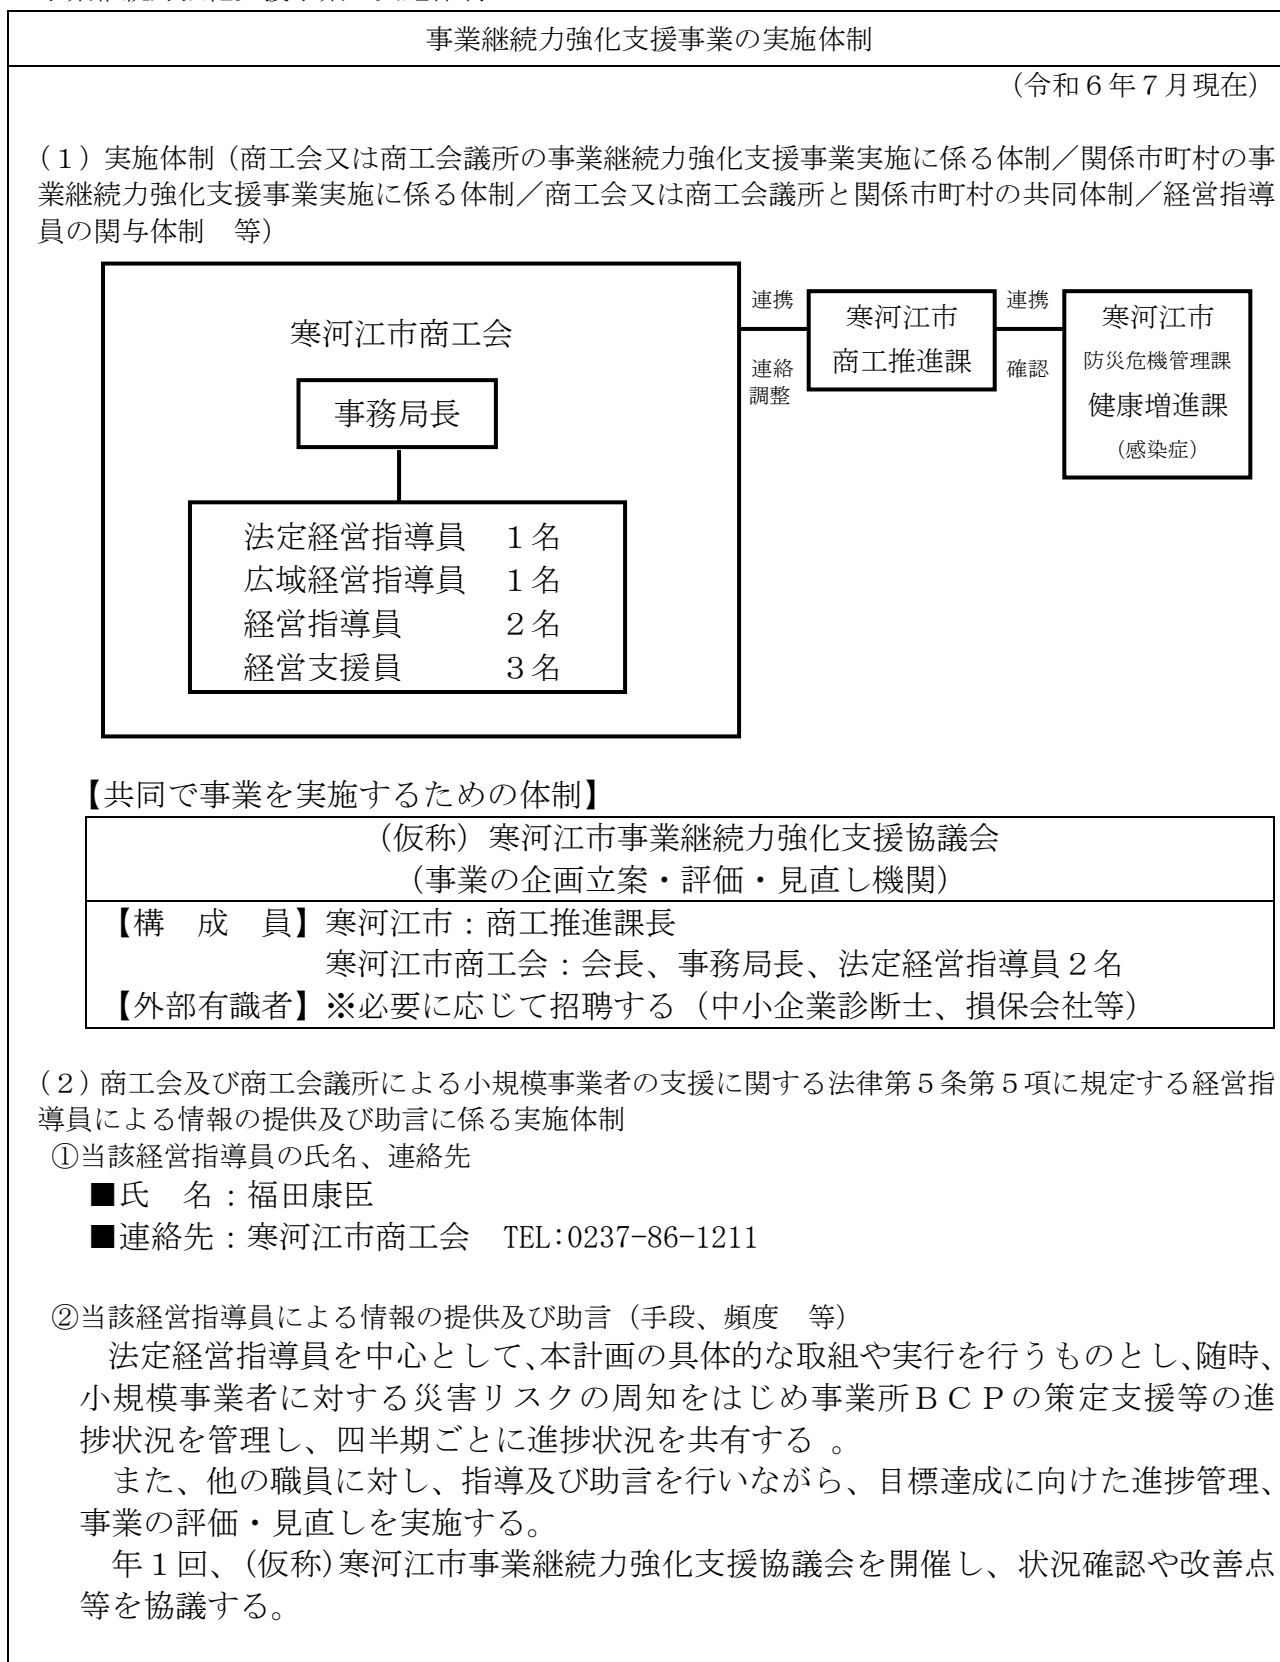 事業継続力強化支援事業の実施体制
（令和６年７月現在）
（１）実施体制（商工会又は商工会議所の事業継続力強化支援事業実施に係る体制／関係市町村の事
業継続力強化支援事業実施に係る体制／商工会又は商工会議所と関係市町村の共同体制／経営指導
員の関与体制　等）
寒河江市商工会
事務局長
法定経営指導員　１名
広域経営指導員　１名
経営指導員　　　２名
経営支援員　　　３名
連携
連絡
調整
寒河江市
商工推進課
連携
確認
寒河江市
防災危機管理課
健康増進課
（感染症）
【共同で事業を実施するための体制】
（仮称）寒河江市事業継続力強化支援協議会
（事業の企画立案・評価・見直し機関）
【構　成　員】寒河江市：商工推進課長
寒河江市商工会：会長、事務局長、法定経営指導員２名
【外部有識者】※必要に応じて招聘する（中小企業診断士、損保会社等）
（２）商工会及び商工会議所による小規模事業者の支援に関する法律第５条第５項に規定する経営指
導員による情報の提供及び助言に係る実施体制
①当該経営指導員の氏名、連絡先
■氏　名：福田康臣
■連絡先：寒河江市商工会　TEL:0237-86-1211
②当該経営指導員による情報の提供及び助言（手段、頻度　等）
法定経営指導員を中心として、本計画の具体的な取組や実行を行うものとし、随時、
小規模事業者に対する災害リスクの周知をはじめ事業所ＢＣＰの策定支援等の進
捗状況を管理し、四半期ごとに進捗状況を共有する 。
また、他の職員に対し、指導及び助言を行いながら、目標達成に向けた進捗管理、
事業の評価・見直しを実施する。
年１回、（仮称）寒河江市事業継続力強化支援協議会を開催し、状況確認や改善点
等を協議する。